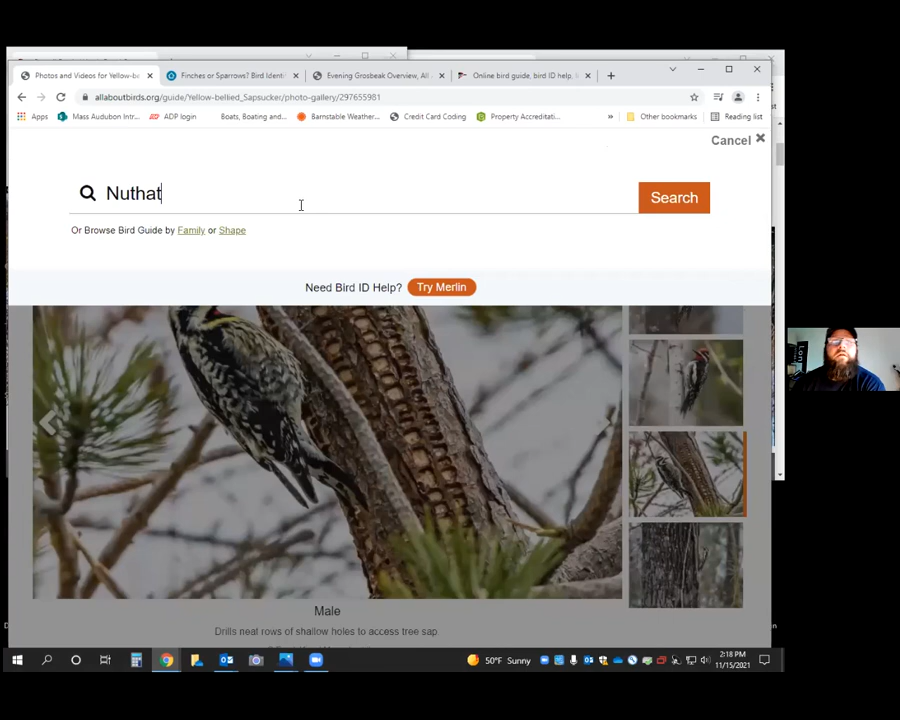 Photos and Videos for Yellow-be
Finches or Sparrows? Bird Identi
Evening Grosbeak Overview, All
Online bird guide, bird ID help, l
allaboutbirds.org/guide/Yellow-bellied_Sapsucker/photo-gallery/297655981
Apps
Mass Audubon Intr...
ADP login
Boats, Boating and...
Barnstable Weather...
Credit Card Coding
Property Accreditati...
»
Other bookmarks
Reading list
Cancel
Nuthat
Search
Or Browse Bird Guide by Family or Shape
Need Bird ID Help? Try Merlin
Male
Drills neat rows of shallow holes to access tree sap
50°F Sunny
2:18 PM
11/15/2021